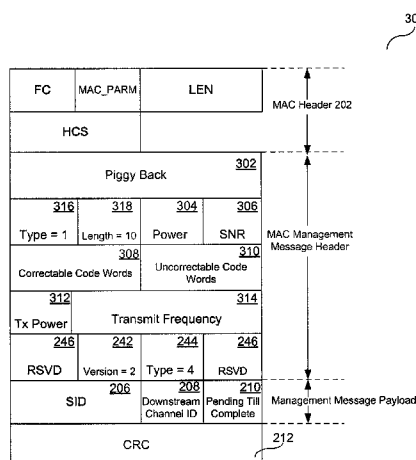 30
FC MAC_PARM LEN
MAC Header 202
HCS
Piggy Back 302
316 318 304 306
Type = 1 Length = 10 Power SNR
MAC Management Message Header
308 310
Correctable Code Words Uncorrectable Code Words
312 314
Tx Power Transmit Frequency
246 242 244 246
RSVD Version = 2 Type = 4 RSVD
206 208 210
SID Downstream Channel ID Pending Till Complete
Management Message Payload
CRC
212